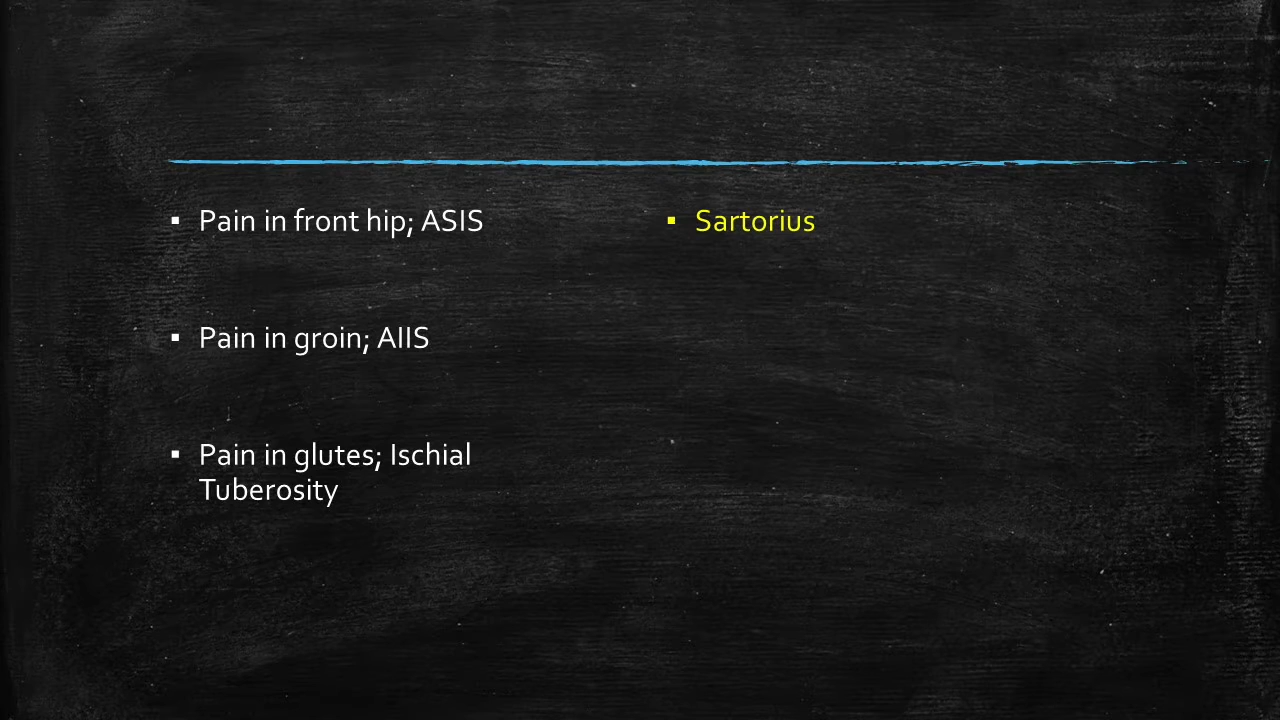 ▪ Pain in front hip; ASIS
▪ Sartorius
▪ Pain in groin; AIIS
▪ Pain in glutes; Ischial
Tuberosity